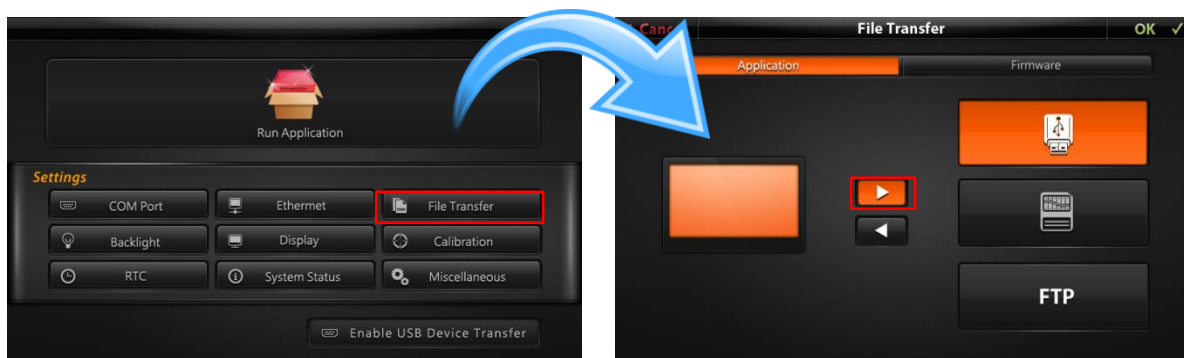 Run Application
Settings
COM Port
Ethermet
File Transfer
Backlight
Display
Calibration
RTC
System Status
Miscellaneous
Enable USB Device Transfer
File Transfer
OK ✓
Application
Firmware
FTP